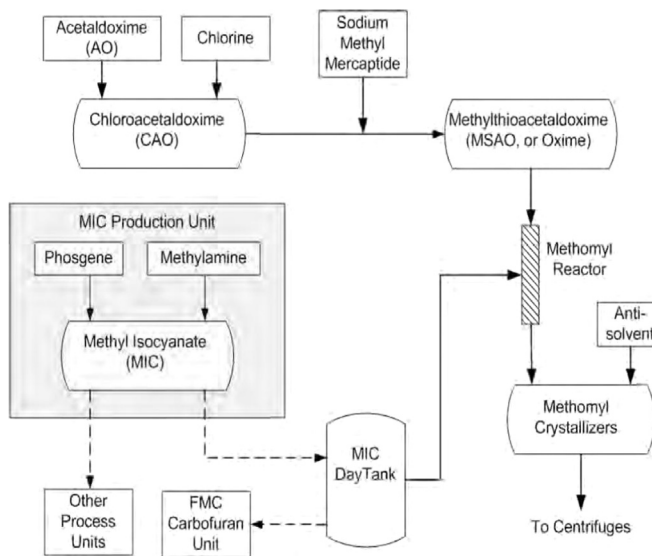 Acetaldoxime
(AO)
Chlorine
Sodium
Methyl
Mercaptide
Chloroacetaldoxime
(CAO)
Methylthioacetaldoxime
(MSAO, or Oxime)
MIC Production Unit
Phosgene
Methylamine
Methyl Isocyanate
(MIC)
Methomyl
Reactor
Anti-
solvent
Methomyl
Crystallizers
MIC
DayTank
Other
Process
Units
FMC
Carbofuran
Unit
To Centrifuges